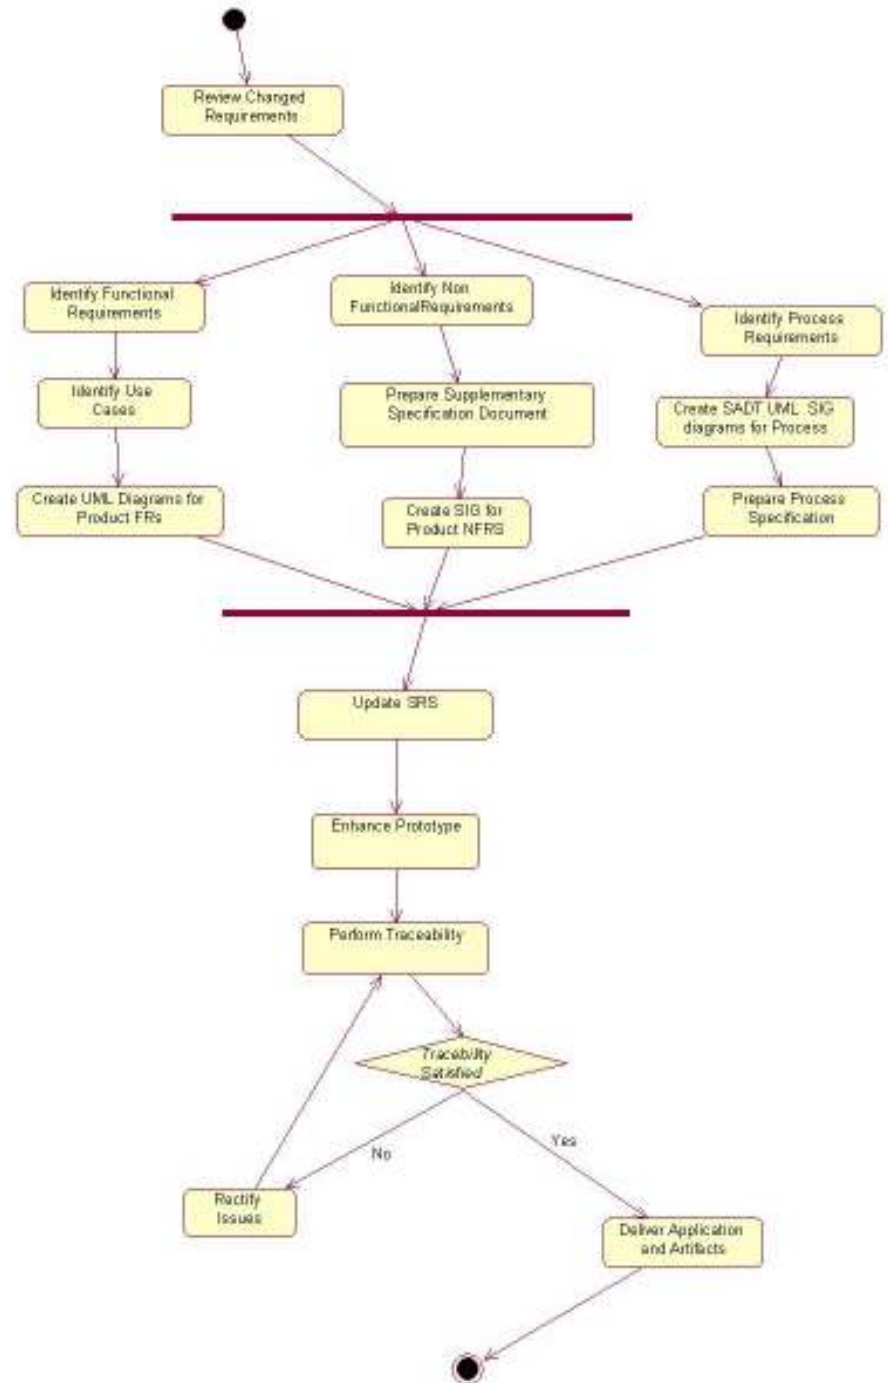 Review Changed
Requirements
Identify Functional
Requirements
Identify Non
FunctionalRequirements
Identify Process
Requirements
Identify Use
Cases
Prepare Supplementary
Specification Document
Create SADT UML SIG
diagrams for Process
Create UML Diagrams for
Product FRs
Create SIG for
Product NFRS
Prepare Process
Specification
Update SRS
Enhance Prototype
Perform Traceability
Tracebility
Satisfied
No
Yes
Rectify
Issues
Deliver Application
and Artifacts